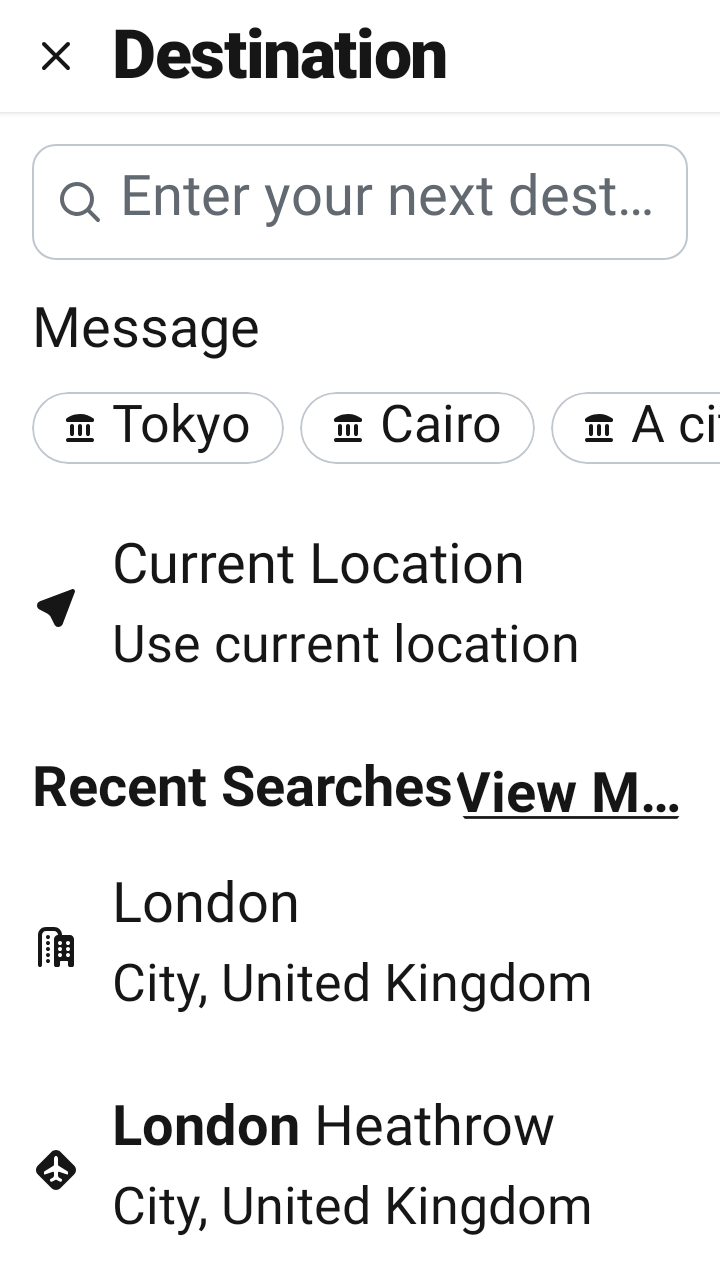 Destination
Enter your next dest...
Message
Tokyo Cairo A ci
Current Location
Use current location
Recent Searches View M...
London
City, United Kingdom
London Heathrow
City, United Kingdom